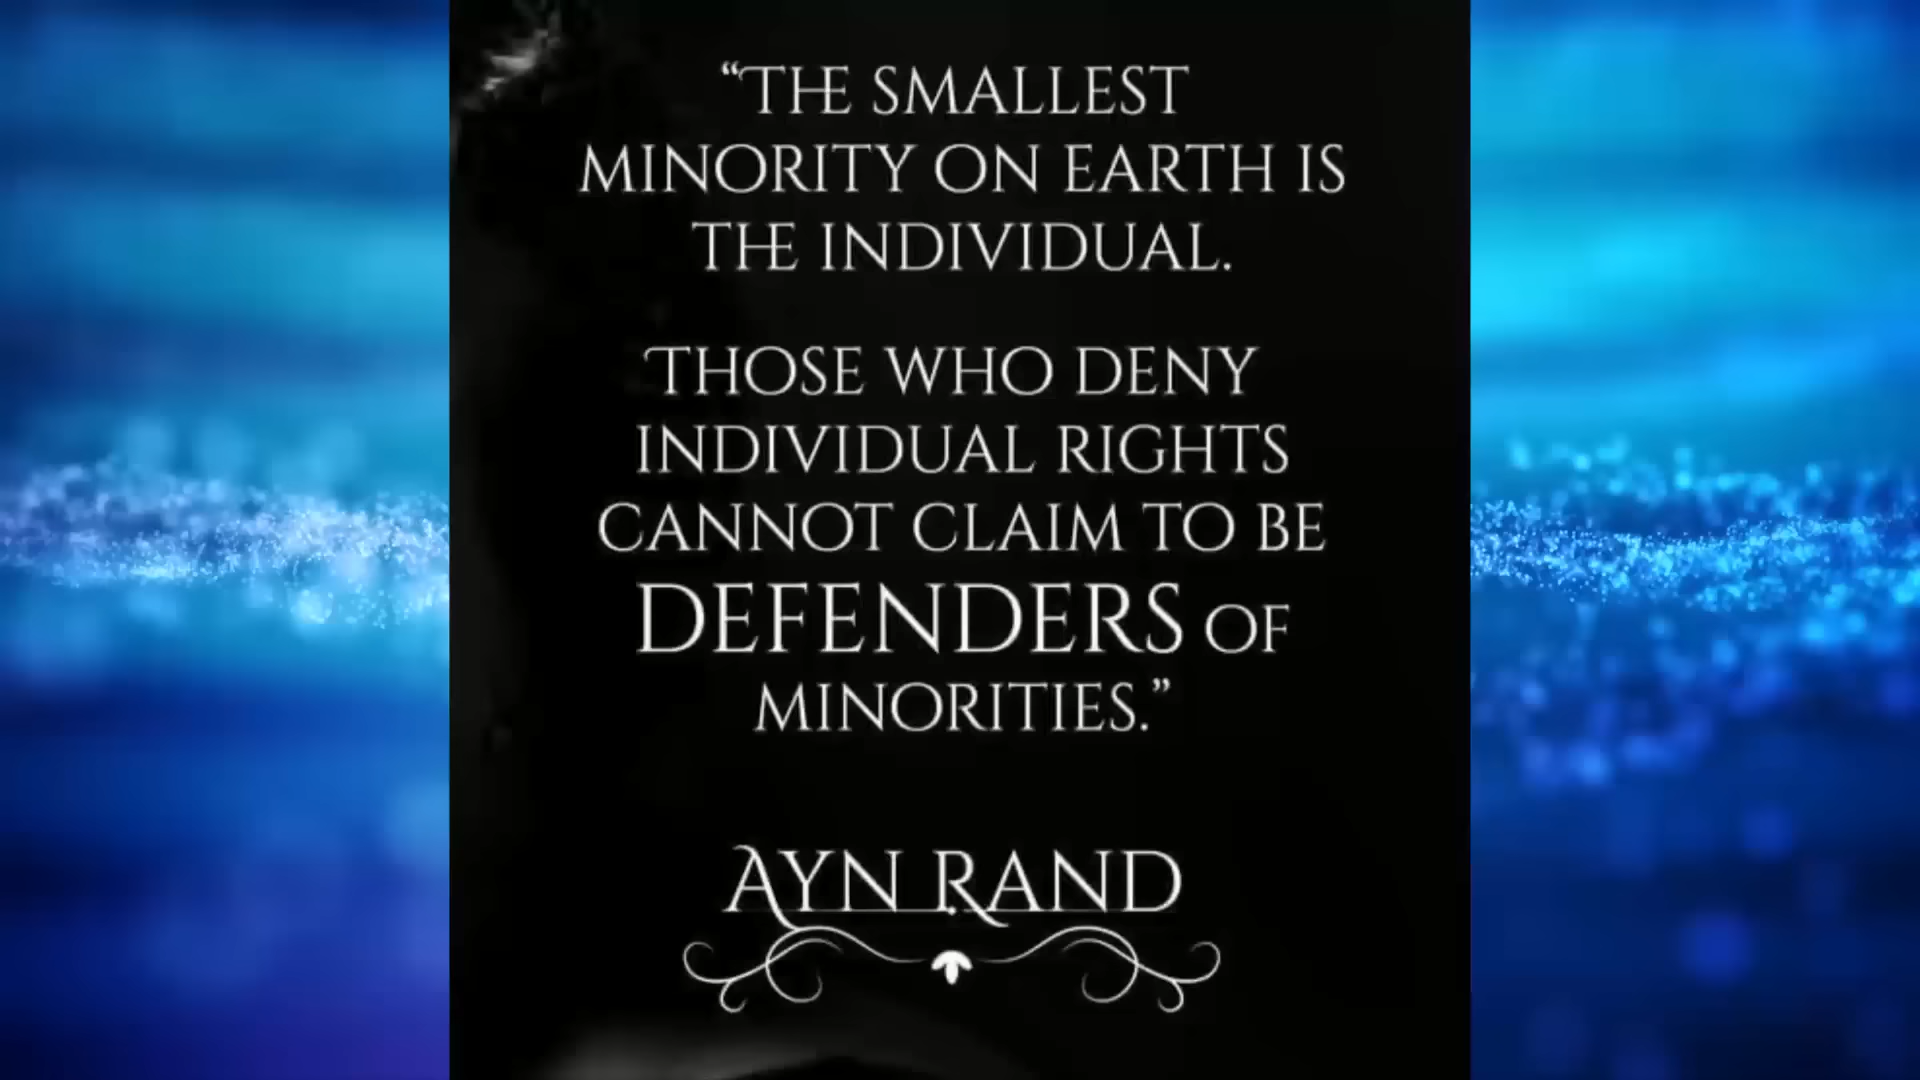 “THE SMALLEST
MINORITY ON EARTH IS
THE INDIVIDUAL.
THOSE WHO DENY
INDIVIDUAL RIGHTS
CANNOT CLAIM TO BE
DEFENDERS OF
MINORITIES.”
AYN RAND